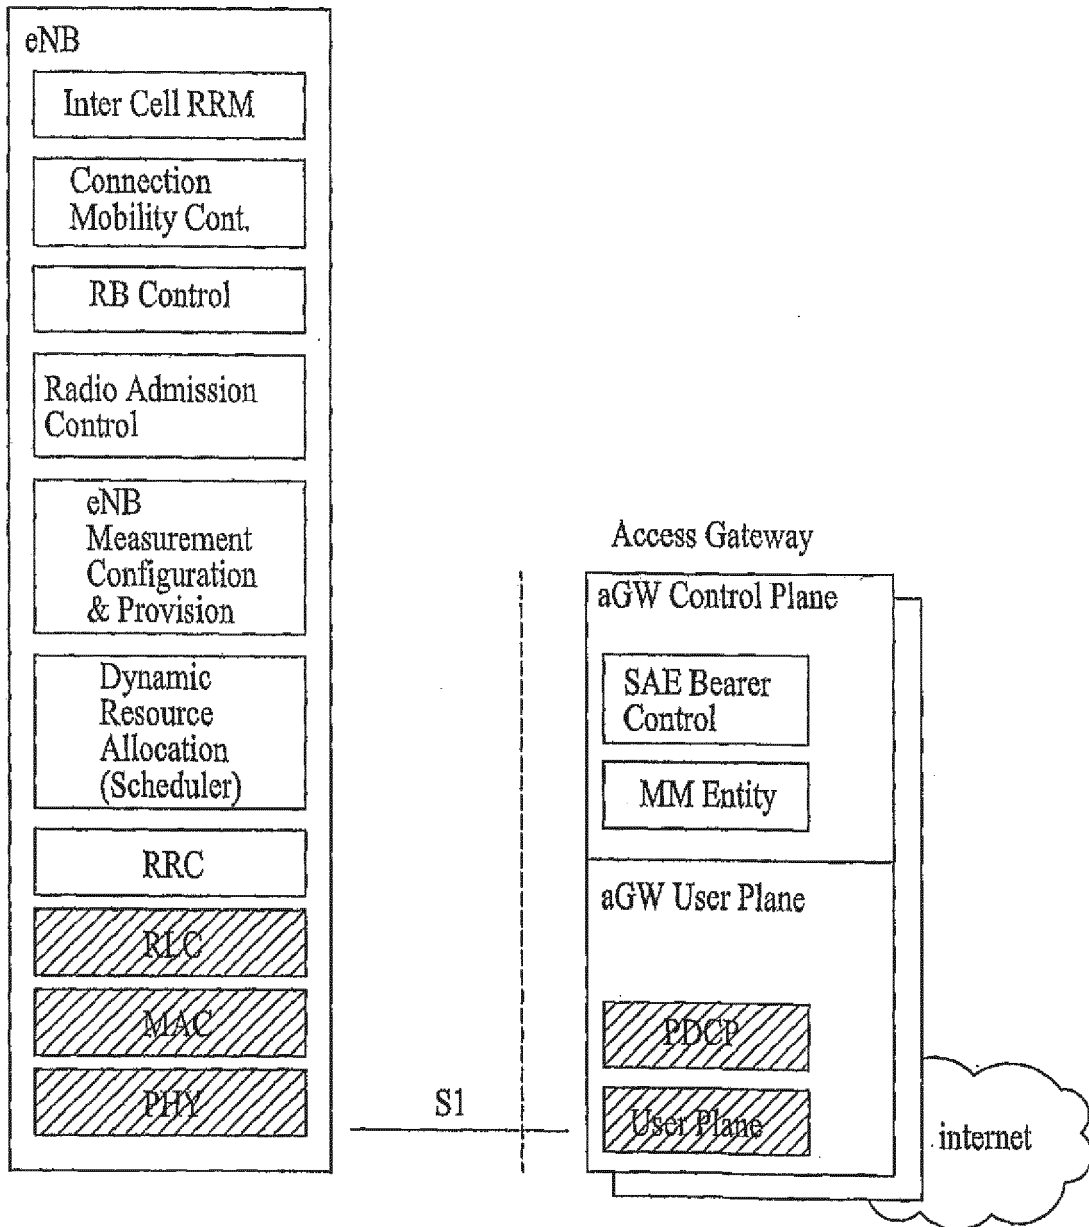 eNB
Inter Cell RRM
Connection
Mobility Cont.
RB Control
Radio Admission
Control
eNB
Measurement
Configuration
& Provision
Dynamic
Resource
Allocation
(Scheduler)
RRC
RLC
MAC
PHY
S1
Access Gateway
aGW Control Plane
SAE Bearer
Control
MM Entity
aGW User Plane
PDCP
User Plane
internet